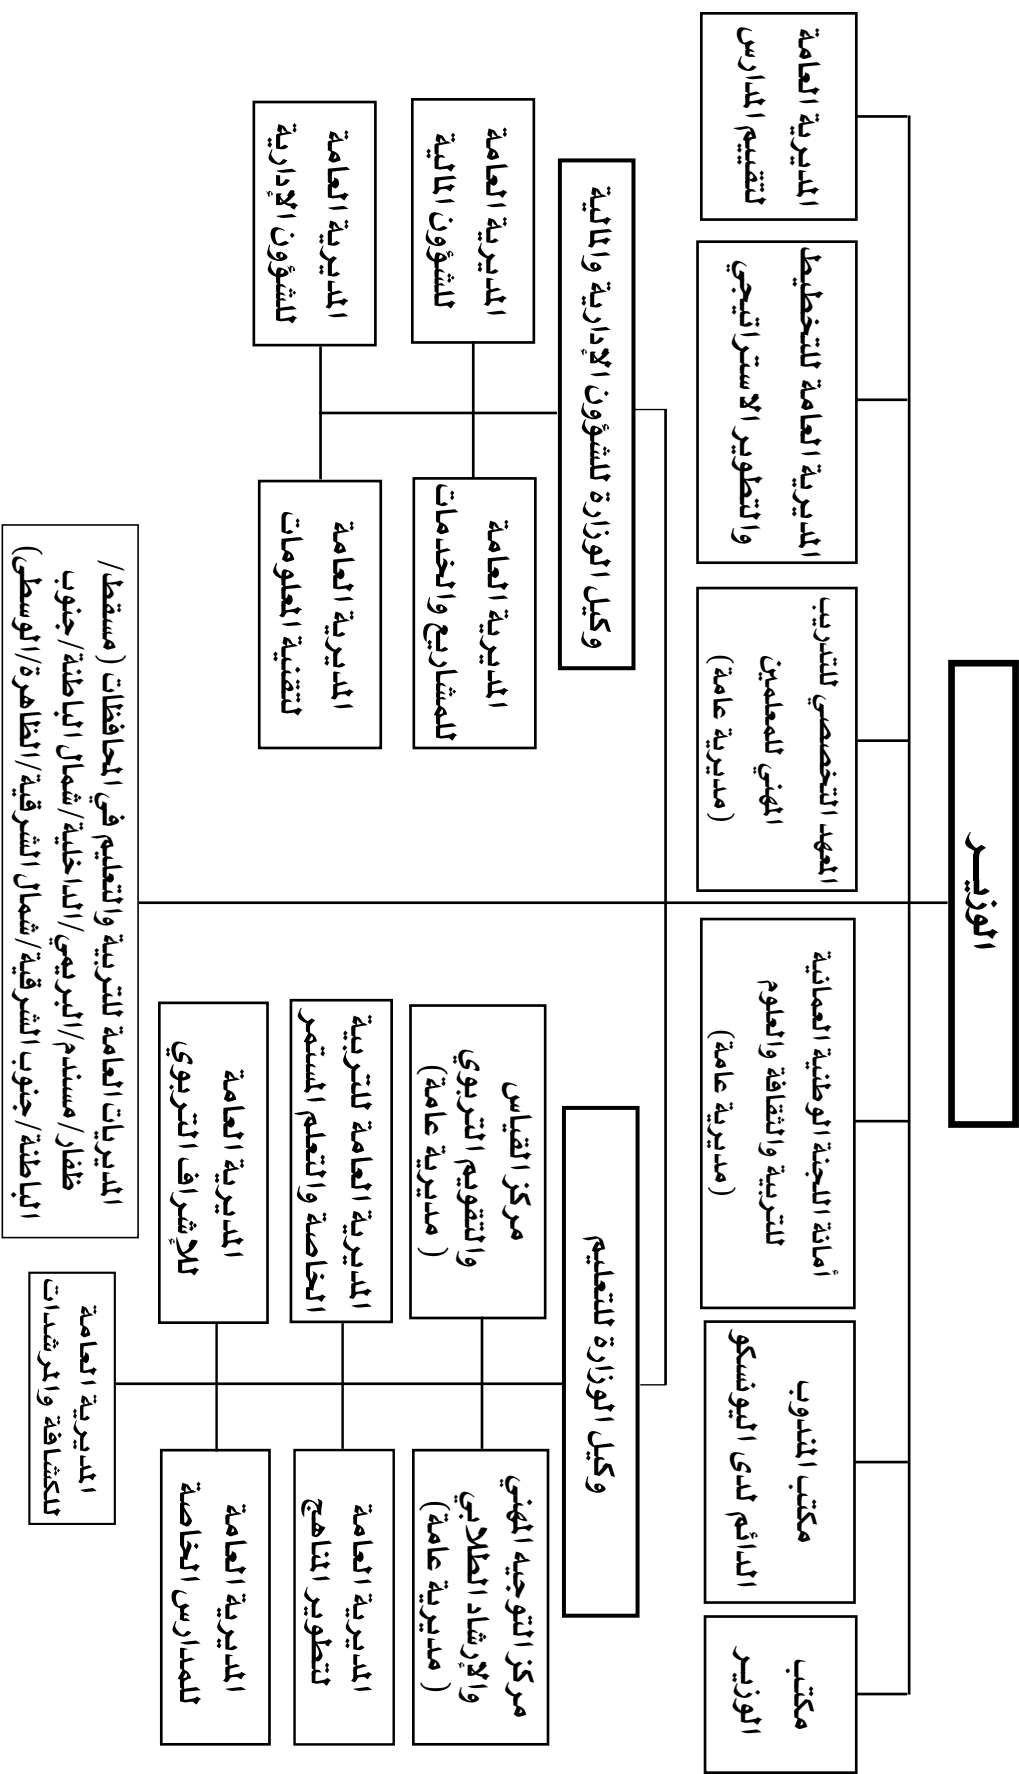 الوزيـــر
مكتب
الوزير
مكتب المندوب
الدائم لدى اليونسكو
أمانة اللجنة الوطنية العمانية
للتربية والثقافة والعلوم
(مديرية عامة)
المعهد التخصصي للتدريب
المهني للمعلمين
(مديرية عامة)
المديرية العامة للتخطيط
والتطوير الاستراتيجي
المديرية العامة
لتقييم المدارس
وكيل الوزارة للتعليم
وكيل الوزارة للشؤون الإدارية والمالية
مركز التوجيه المهني
والإرشاد الطلابي
(مديرية عامة )
مركز القياس
والتقويم التربوي
(مديرية عامة )
المديرية العامة
للمشاريع والخدمات
المديرية العامة
للشؤون المالية
المديرية العامة
لتطوير المناهج
المديرية العامة للتربية
الخاصة والتعلم المستمر
المديرية العامة
لتقنية المعلومات
المديرية العامة
للشؤون الإدارية
المديرية العامة
للمدارس الخاصة
المديرية العامة
للإشراف التربوي
المديرية العامة
للكشافة والمرشدات
المديريات العامة للتربية والتعليم في المحافظات (مسقط/
ظفار/مسندم/البريمي/الداخلية/شمال الباطنة/جنوب
الباطنة/جنوب الشرقية/شمال الشرقية/الظاهرة/الوسطى)